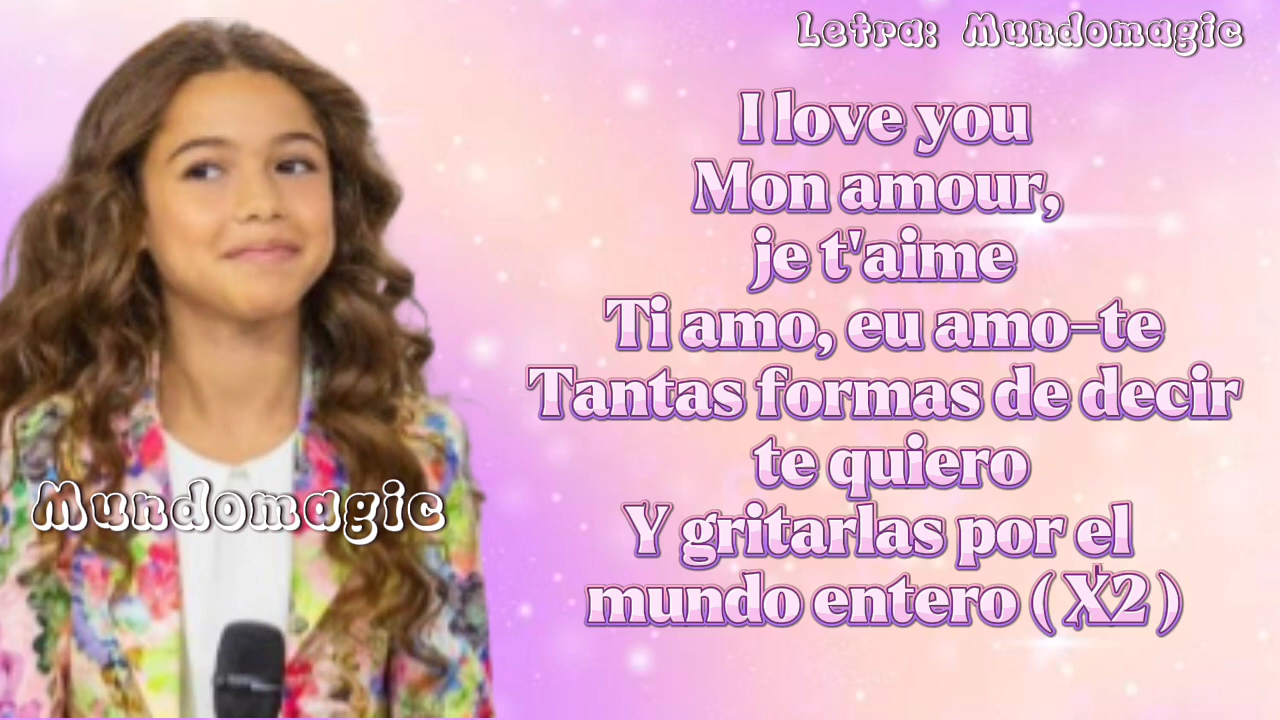 Letra: Mundomagic
I love you
Mon amour,
je t'aime
Ti amo, eu amo-te
Tantas formas de decir
te quiero
Y gritarlas por el
mundo entero ( X2 )
Mundomagic